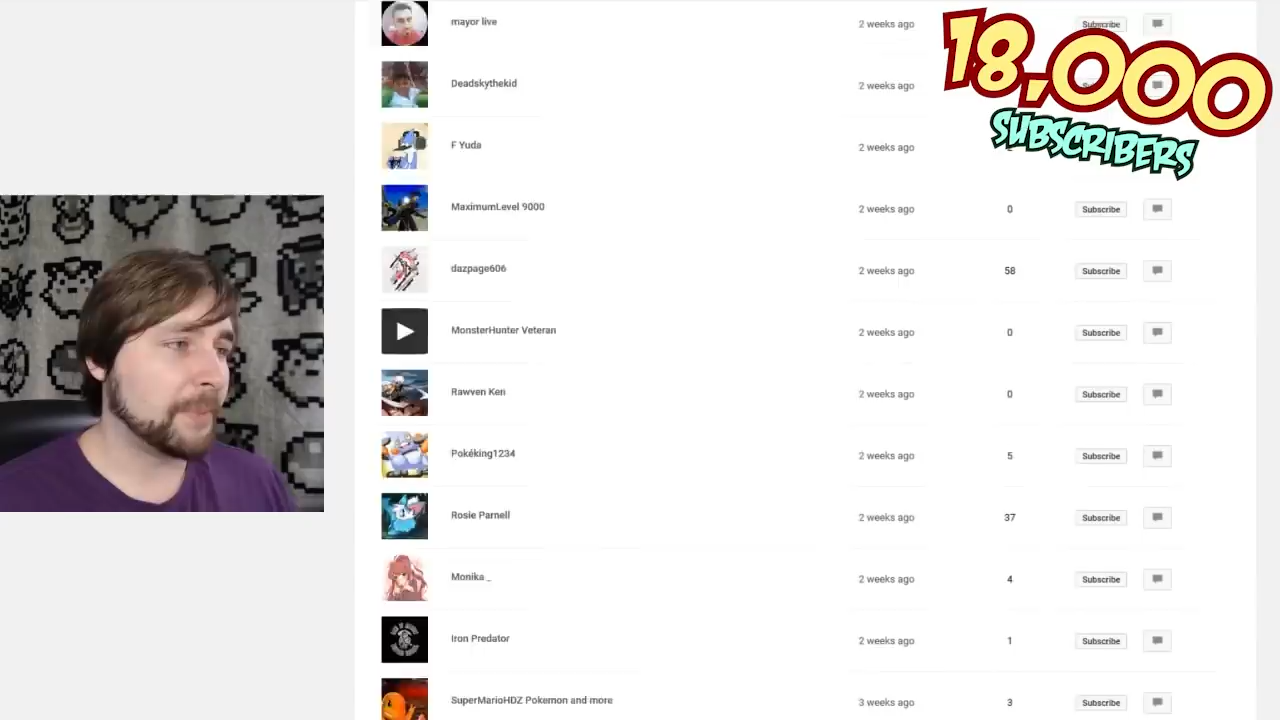 mayor live 2 weeks ago Subscribe
18,000
SUBSCRIBERS
Deadskythekid 2 weeks ago
F Yuda 2 weeks ago
MaximumLevel 9000 2 weeks ago 0 Subscribe
dazpage606 2 weeks ago 58 Subscribe
MonsterHunter Veteran 2 weeks ago 0 Subscribe
Rawven Ken 2 weeks ago 0 Subscribe
Pokéking1234 2 weeks ago 5 Subscribe
Rosie Parnell 2 weeks ago 37 Subscribe
Monika _ 2 weeks ago 4 Subscribe
Iron Predator 2 weeks ago 1 Subscribe
SuperMarioHDZ Pokemon and more 3 weeks ago 3 Subscribe